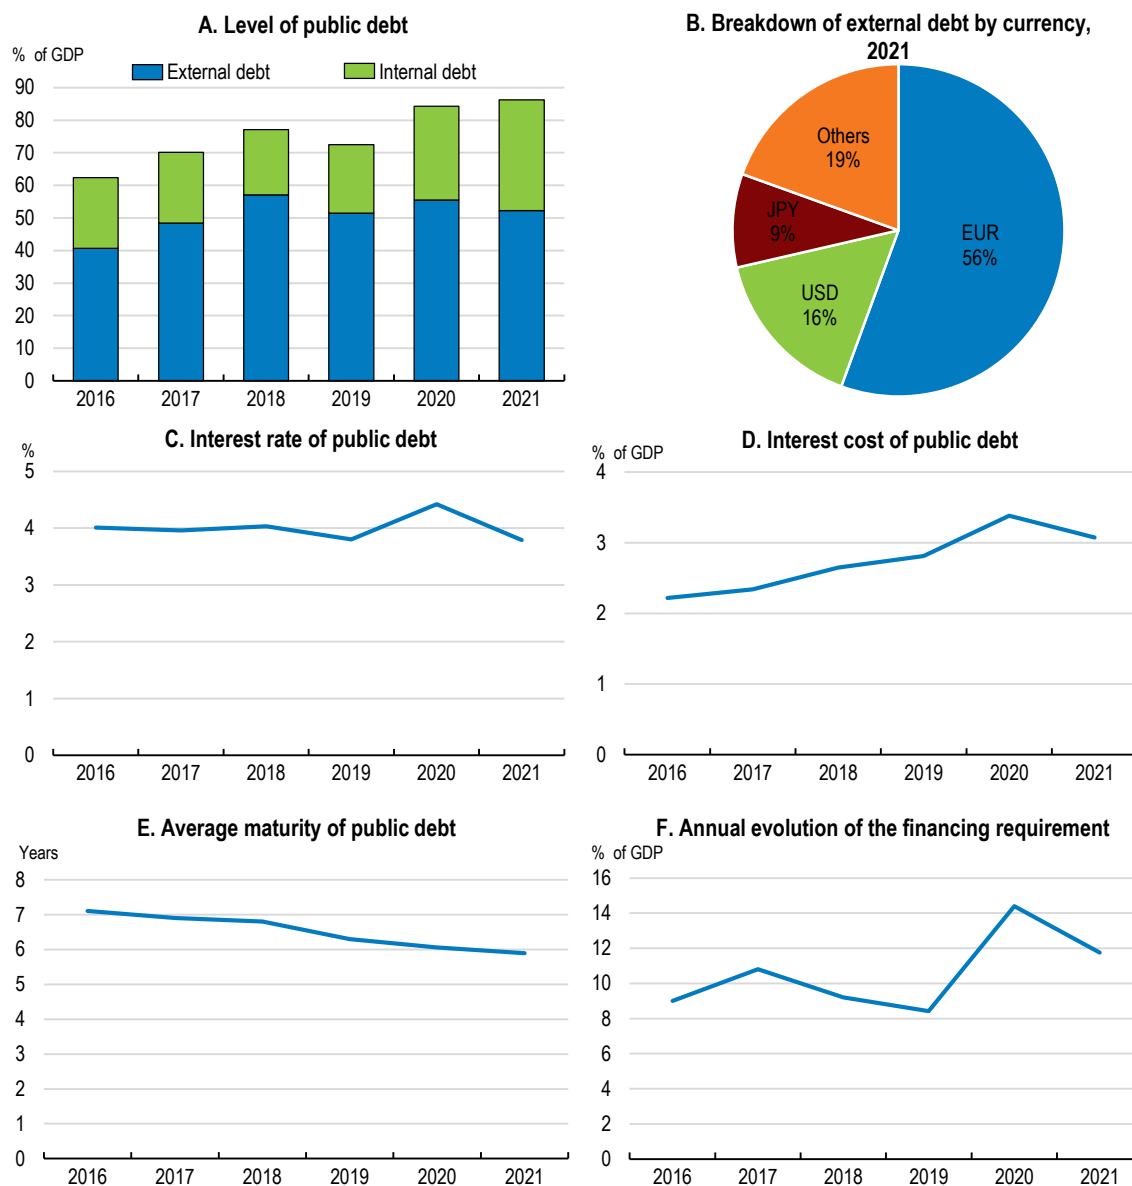 A. Level of public debt
% of GDP
External debt
Internal debt
90
80
70
60
50
40
30
20
10
0
2016 2017 2018 2019 2020 2021
B. Breakdown of external debt by currency,
2021
Others
19%
JPY
9%
USD
16%
EUR
56%
C. Interest rate of public debt
%
5
4
3
2
1
0
2016 2017 2018 2019 2020 2021
D. Interest cost of public debt
% of GDP
4
3
2
1
0
2016 2017 2018 2019 2020 2021
E. Average maturity of public debt
Years
8
7
6
5
4
3
2
1
0
2016 2017 2018 2019 2020 2021
F. Annual evolution of the financing requirement
% of GDP
16
14
12
10
8
6
4
2
0
2016 2017 2018 2019 2020 2021